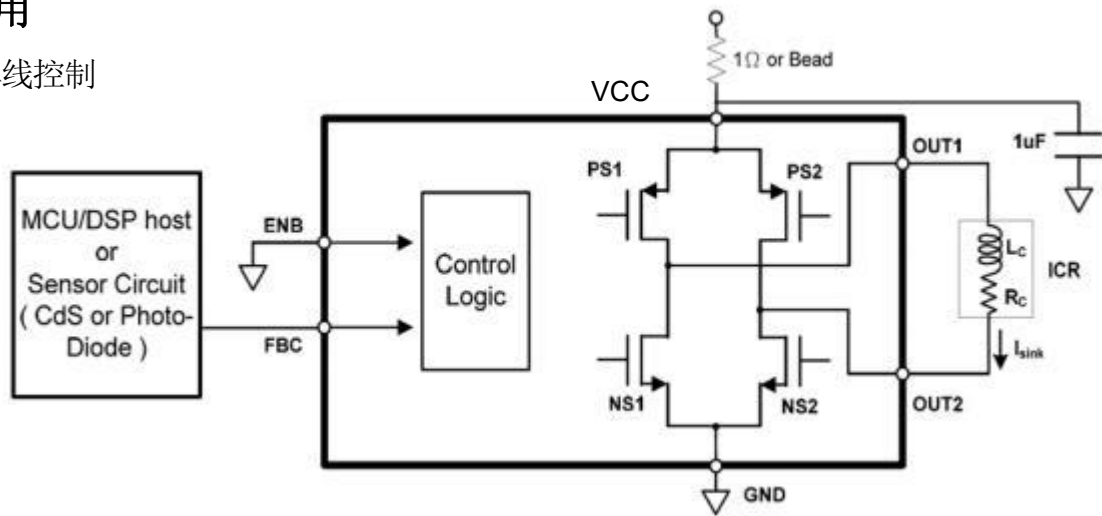 用
线控制
1Ω or Bead
VCC
OUT1
1uF
PS1
PS2
MCU/DSP host
or
Sensor Circuit
( CdS or Photo-
Diode )
ENB
Control
Logic
LC
RC
ICR
FBC
Isink
NS1
NS2
OUT2
GND